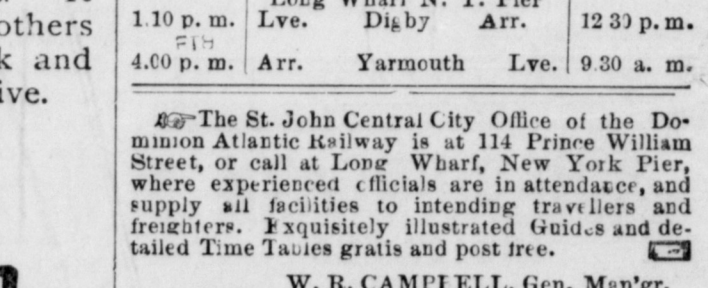 others
k and
ive.
Long Wharf N. Y. Pier
1.10 p. m. Lve. Digby Arr. 12 30 p. m.
4.00 p. m. Arr. Yarmouth Lve. 9.30 a. m.
The St. John Central City Office of the Do-
minion Atlantic Railway is at 114 Prince William
Street, or call at Long Wharf, New York Pier,
where experienced officials are in attendance, and
supply all facilities to intending travellers and
freighters. Exquisitely illustrated Guides and de-
tailed Time Tables gratis and post free.
W. R. CAMPBELL, Gen. Man'gr.